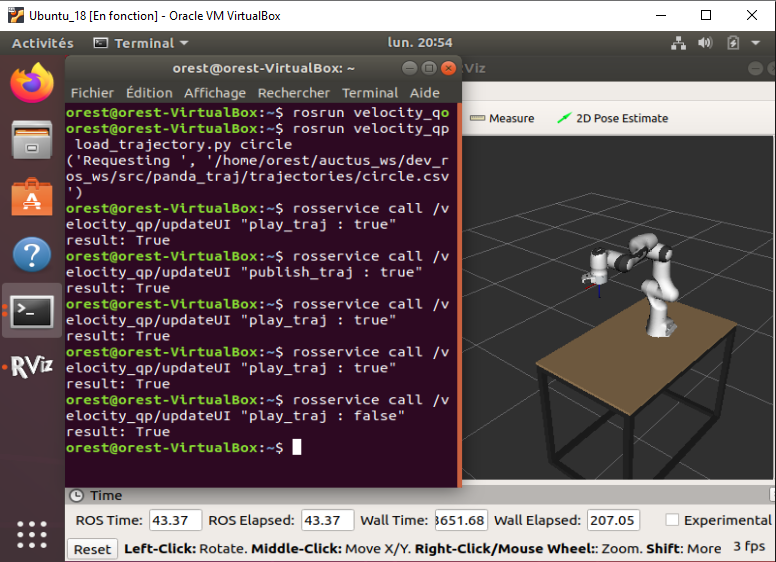 Ubuntu_18 [En fonction] - Oracle VM VirtualBox
Activités Terminal lun. 20:54
orest@orest-VirtualBox: ~
Viz
Fichier Édition Affichage Rechercher Terminal Aide
Measure 2D Pose Estimate
orest@orest-VirtualBox:~$ rosrun velocity_qo
orest@orest-VirtualBox:~$ rosrun velocity_qp
load_trajectory.py circle
('Requesting ', '/home/orest/auctus_ws/dev_r
os_ws/src/panda_traj/trajectories/circle.csv
')
orest@orest-VirtualBox:~$ rosservice call /v
elocity_qp/updateUI "play_traj : true"
result: True
orest@orest-VirtualBox:~$ rosservice call /v
elocity_qp/updateUI "publish_traj : true"
result: True
orest@orest-VirtualBox:~$ rosservice call /v
elocity_qp/updateUI "play_traj : true"
result: True
orest@orest-VirtualBox:~$ rosservice call /v
elocity_qp/updateUI "play_traj : true"
result: True
orest@orest-VirtualBox:~$ rosservice call /v
elocity_qp/updateUI "play_traj : false"
result: True
orest@orest-VirtualBox:~$
RViz
Time
ROS Time: 43.37 ROS Elapsed: 43.37 Wall Time: 3651.68 Wall Elapsed: 207.05 Experimental
Reset Left-Click: Rotate. Middle-Click: Move X/Y. Right-Click/Mouse Wheel:: Zoom. Shift: More 3 fps